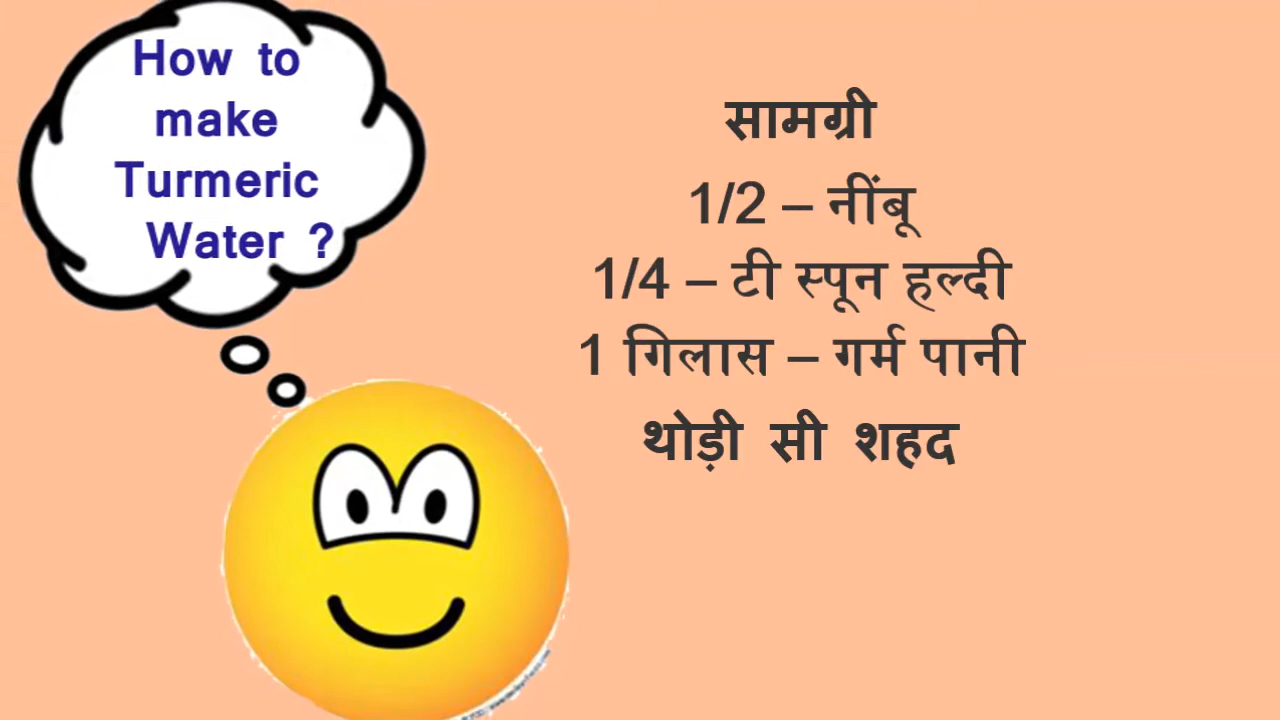 How to
make
Turmeric
Water ?
सामग्री
1/2 – नींबू
1/4 – टी स्पून हल्दी
1 गिलास – गर्म पानी
थोड़ी सी शहद